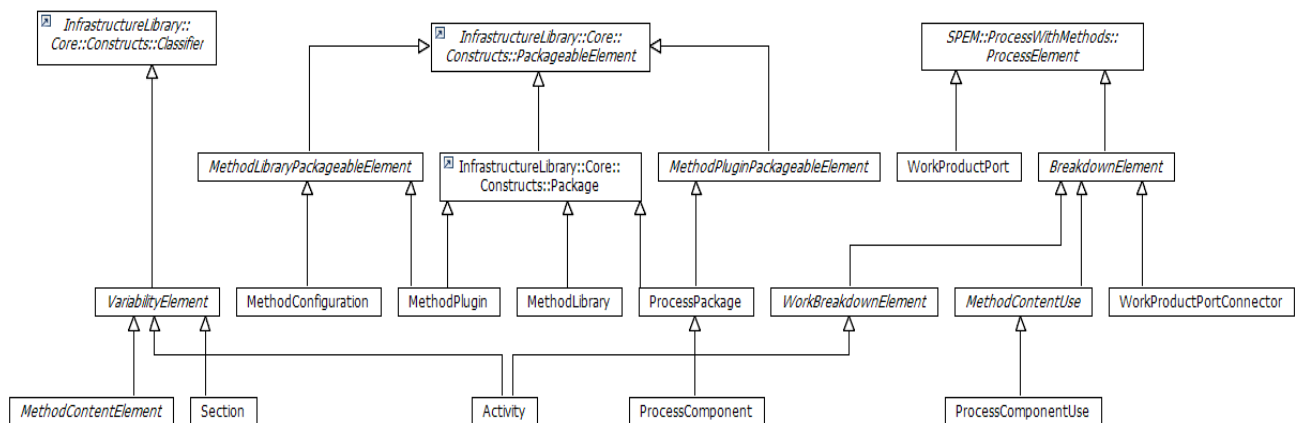 InfrastructureLibrary::
Core::Constructs::Classifier
InfrastructureLibrary::Core::
Constructs::PackageableElement
SPEM::ProcessWithMethods::
ProcessElement
MethodLibraryPackageableElement
InfrastructureLibrary::Core::
Constructs::Package
MethodPluginPackageableElement
WorkProductPort
BreakdownElement
VariabilityElement
MethodConfiguration
MethodPlugin
MethodLibrary
ProcessPackage
WorkBreakdownElement
MethodContentUse
WorkProductPortConnector
MethodContentElement
Section
Activity
ProcessComponent
ProcessComponentUse